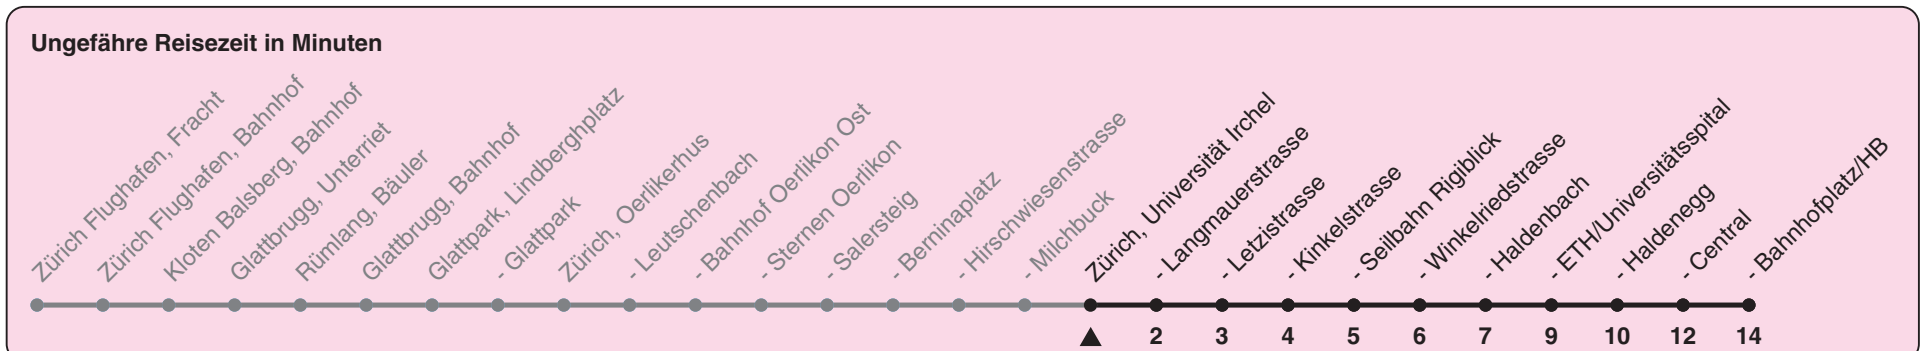 Ungefähre Reisezeit in Minuten
Zürich Flughafen, Fracht
Zürich Flughafen, Bahnhof
Kloten Balsberg, Bahnhof
Glattbrugg, Unterriet
Rümlang, Bäuler
Glattbrugg, Bahnhof
Glattpark, Lindberghplatz
- Glattpark
Zürich, Oerlikerhus
- Leutschenbach
- Bahnhof Oerlikon Ost
- Sternen Oerlikon
- Salersteig
- Berninaplatz
- Hirschwiesenstrasse
- Milchbuck
Zürich, Universität Irchel
- Langmauerstrasse
- Letzistrasse
- Kinkelstrasse
- Seilbahn Rigiblick
- Winkelriedstrasse
- Haldenbach
- ETH/Universitätsspital
- Haldenegg
- Central
- Bahnhofplatz/HB
2 3 4 5 6 7 9 10 12 14